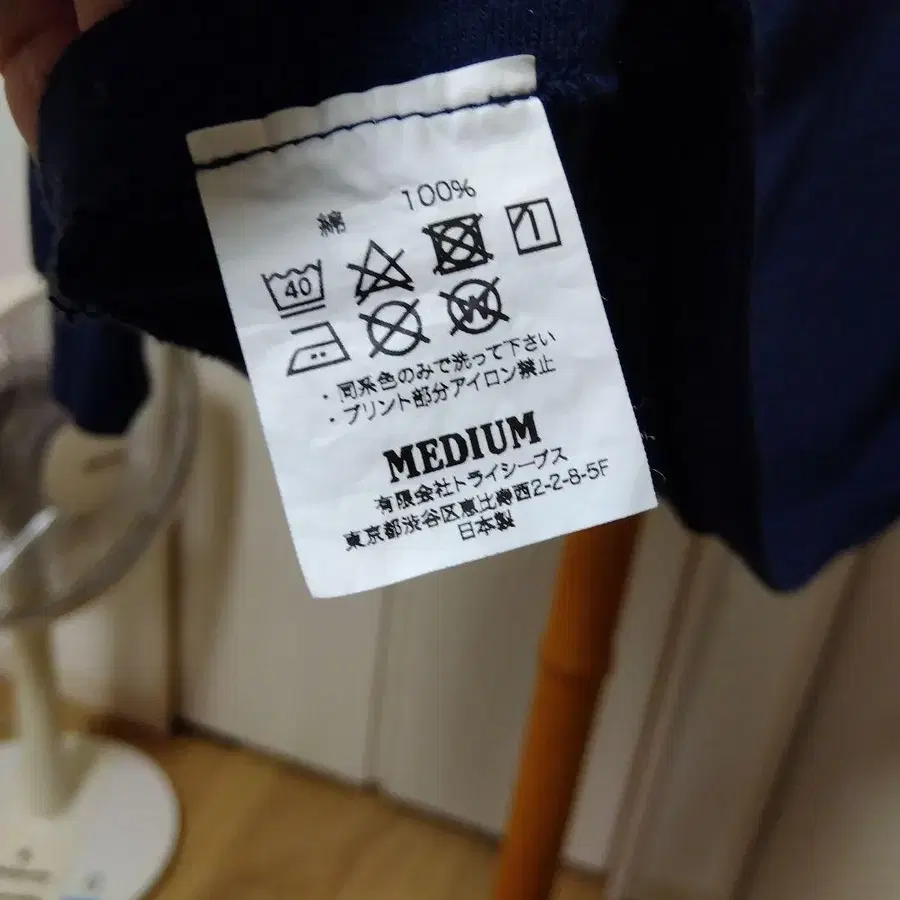 綿 100%
40
W
・同系色のみで洗って下さい
・プリント部分アイロン禁止
MEDIUM
有限会社トライシープス
東京都渋谷区恵比寿西2-2-8-5F
日本製